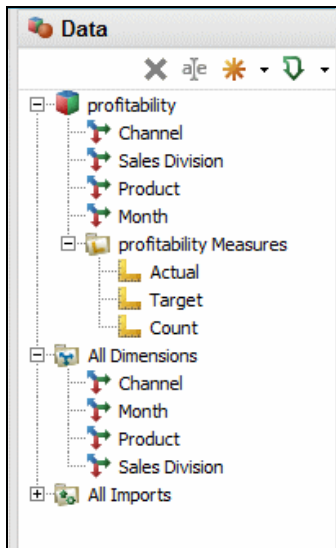 Data
a|e
profitability
Channel
Sales Division
Product
Month
profitability Measures
Actual
Target
Count
All Dimensions
Channel
Month
Product
Sales Division
All Imports